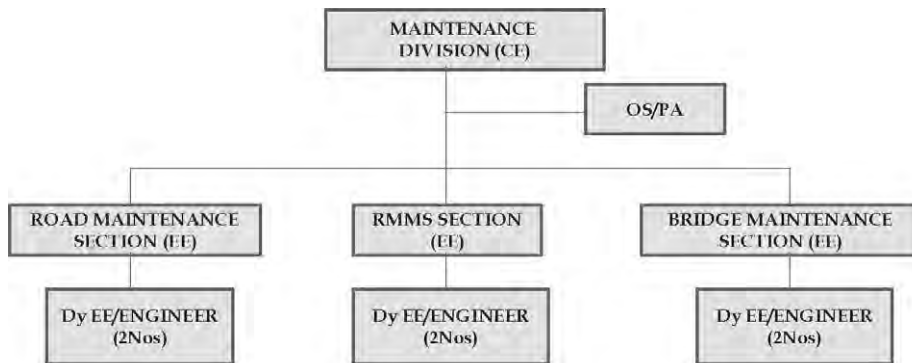 MAINTENANCE
DIVISION (CE)
OS/PA
ROAD MAINTENANCE
SECTION (EE)
RMMS SECTION
(EE)
BRIDGE MAINTENANCE
SECTION (EE)
Dy EE/ENGINEER
(2Nos)
Dy EE/ENGINEER
(2Nos)
Dy EE/ENGINEER
(2Nos)